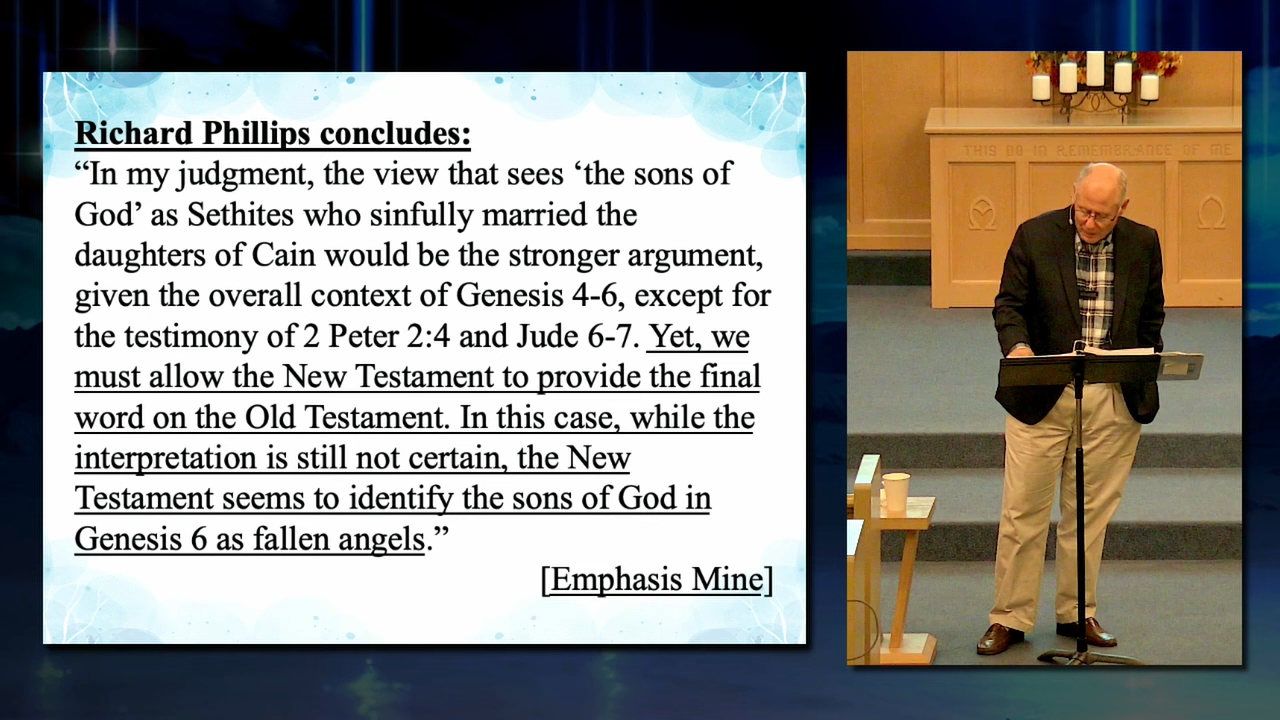 Richard Phillips concludes:
“In my judgment, the view that sees ‘the sons of
God’ as Sethites who sinfully married the
daughters of Cain would be the stronger argument,
given the overall context of Genesis 4-6, except for
the testimony of 2 Peter 2:4 and Jude 6-7. Yet, we
must allow the New Testament to provide the final
word on the Old Testament. In this case, while the
interpretation is still not certain, the New
Testament seems to identify the sons of God in
Genesis 6 as fallen angels.”
[Emphasis Mine]
THIS DO IN REMEMBRANCE OF ME